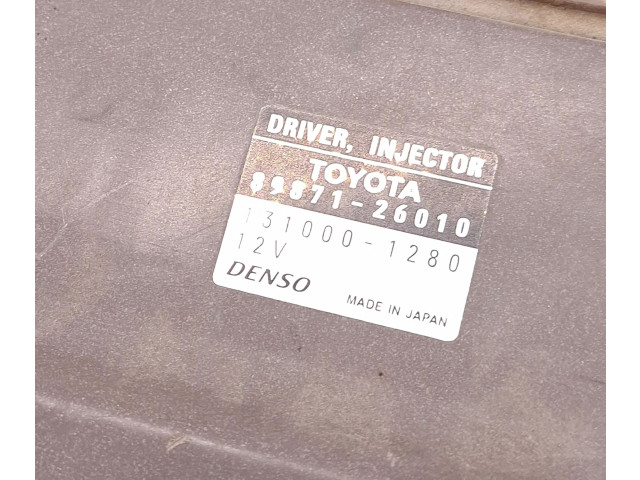 DRIVER, INJECTOR
TOYOTA
89871-26010
131000-1280
12V
DENSO
MADE IN JAPAN